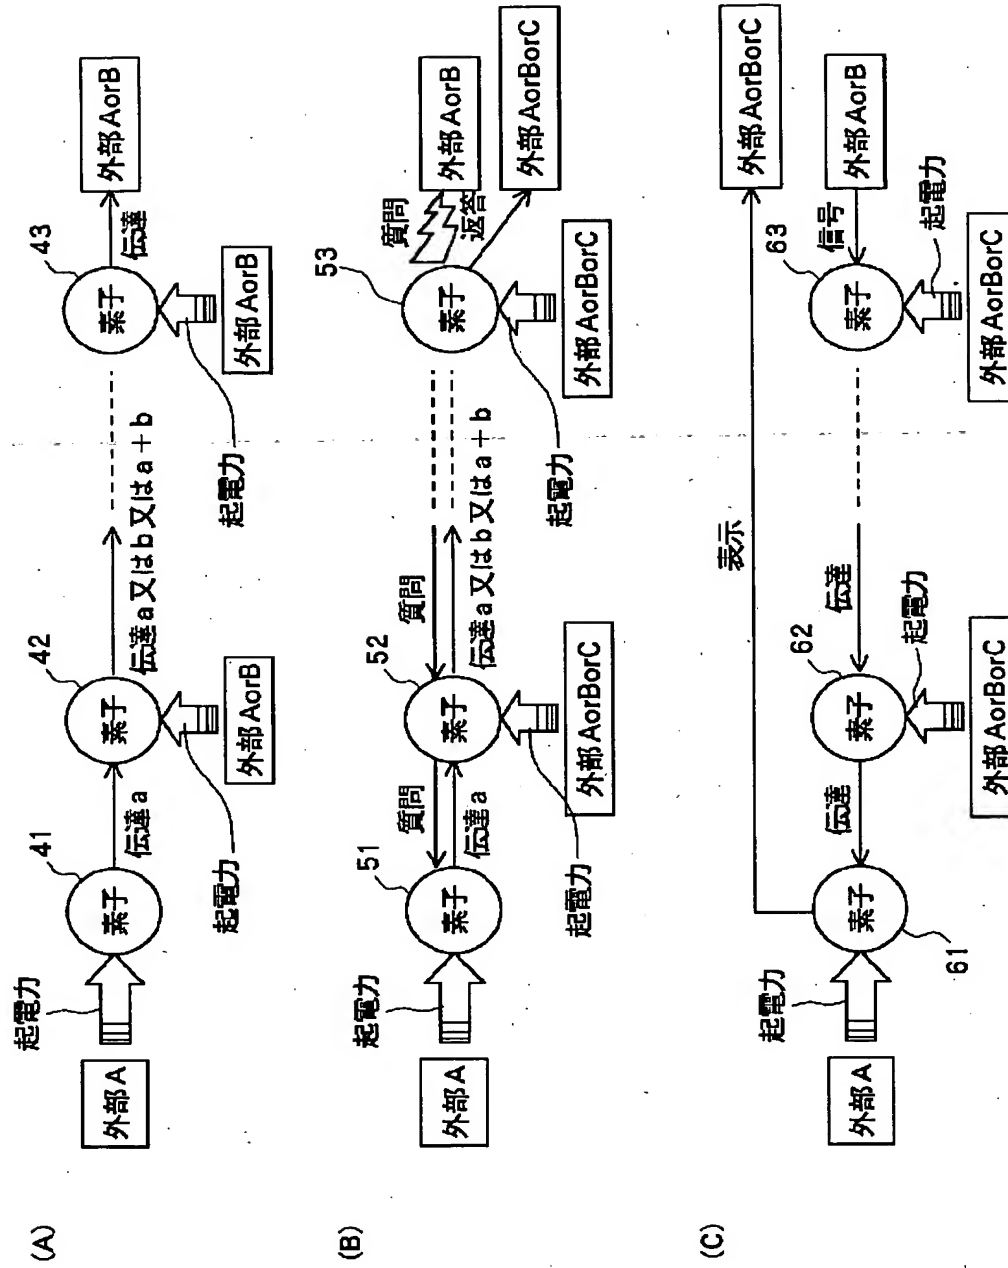 (A)
外部A
起電力
41
素子
伝達a
42
素子
起電力
外部AorB
伝達a又はb又はa+b
43
素子
起電力
外部AorB
伝達
外部AorB
(B)
外部A
起電力
51
素子
質問
伝達a
52
素子
起電力
外部AorBorC
質問
伝達a又はb又はa+b
53
素子
起電力
外部AorBorC
質問
返答
外部AorB
外部AorBorC
(C)
外部A
起電力
素子
61
伝達
62
素子
起電力
外部AorBorC
伝達
表示
63
素子
起電力
外部AorBorC
信号
外部AorB
外部AorBorC